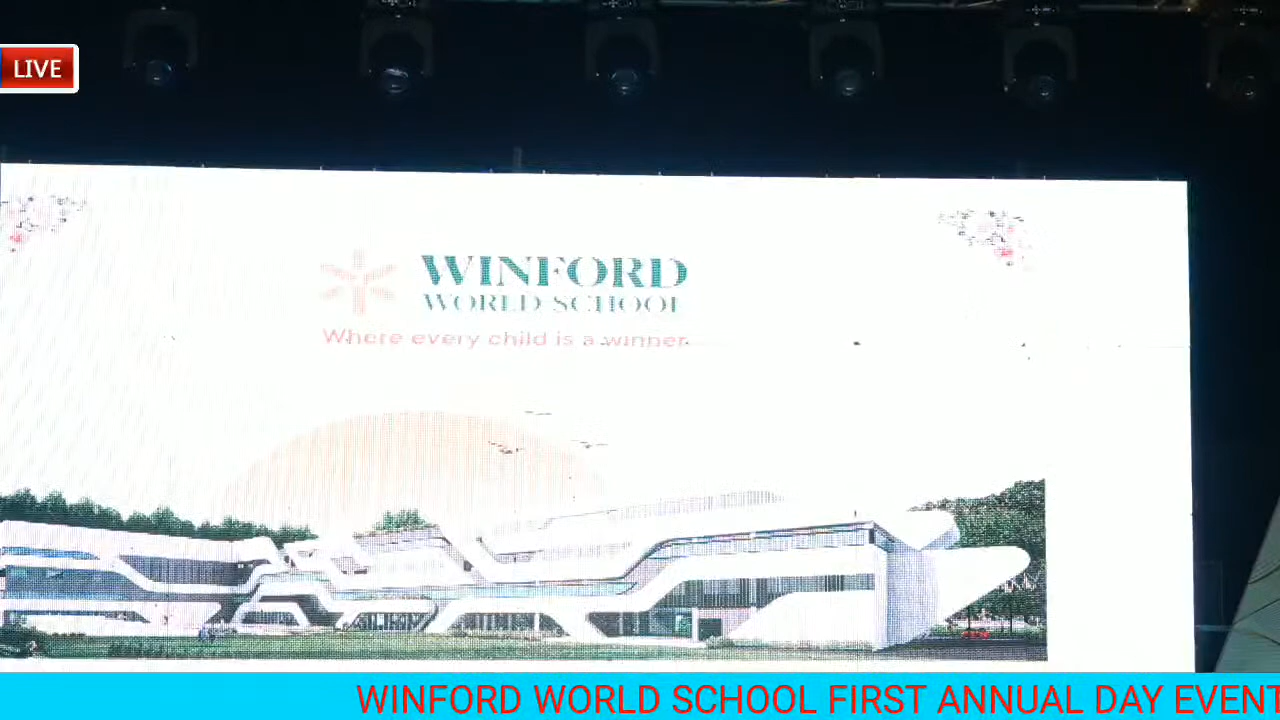 LIVE
WINFORD
WORLD SCHOOL
Where every child is a winner
WINFORD WORLD SCHOOL FIRST ANNUAL DAY EVENT